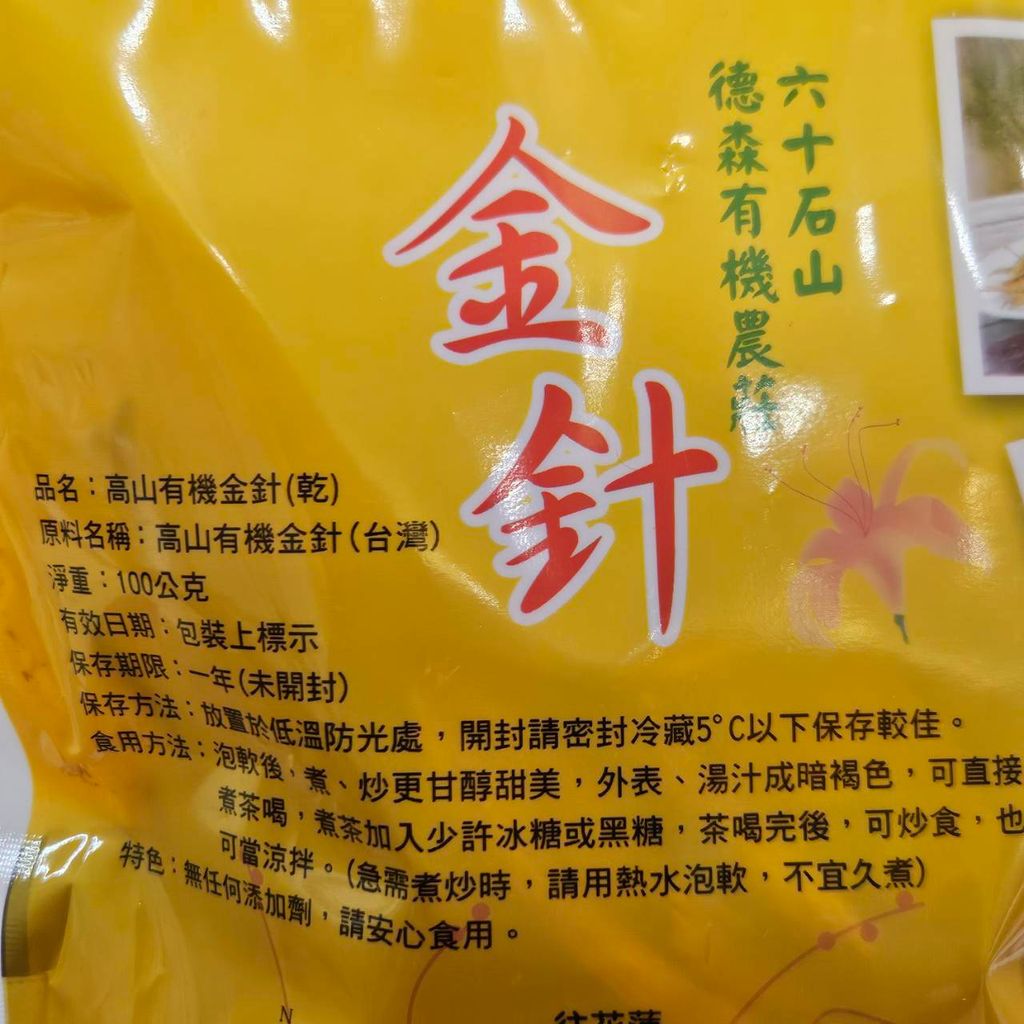 六十石山
德森有機農莊
金針
品名：高山有機金針(乾)
原料名稱：高山有機金針(台灣)
淨重：100公克
有效日期：包裝上標示
保存期限：一年(未開封)
保存方法：放置於低溫防光處，開封請密封冷藏5°C以下保存較佳。
食用方法：泡軟後，煮、炒更甘醇甜美，外表、湯汁成暗褐色，可直接
煮茶喝，煮茶加入少許冰糖或黑糖，茶喝完後，可炒食，也
可當涼拌。(急需煮炒時，請用熱水泡軟，不宜久煮)
特色：無任何添加劑，請安心食用。
N
往花蓮